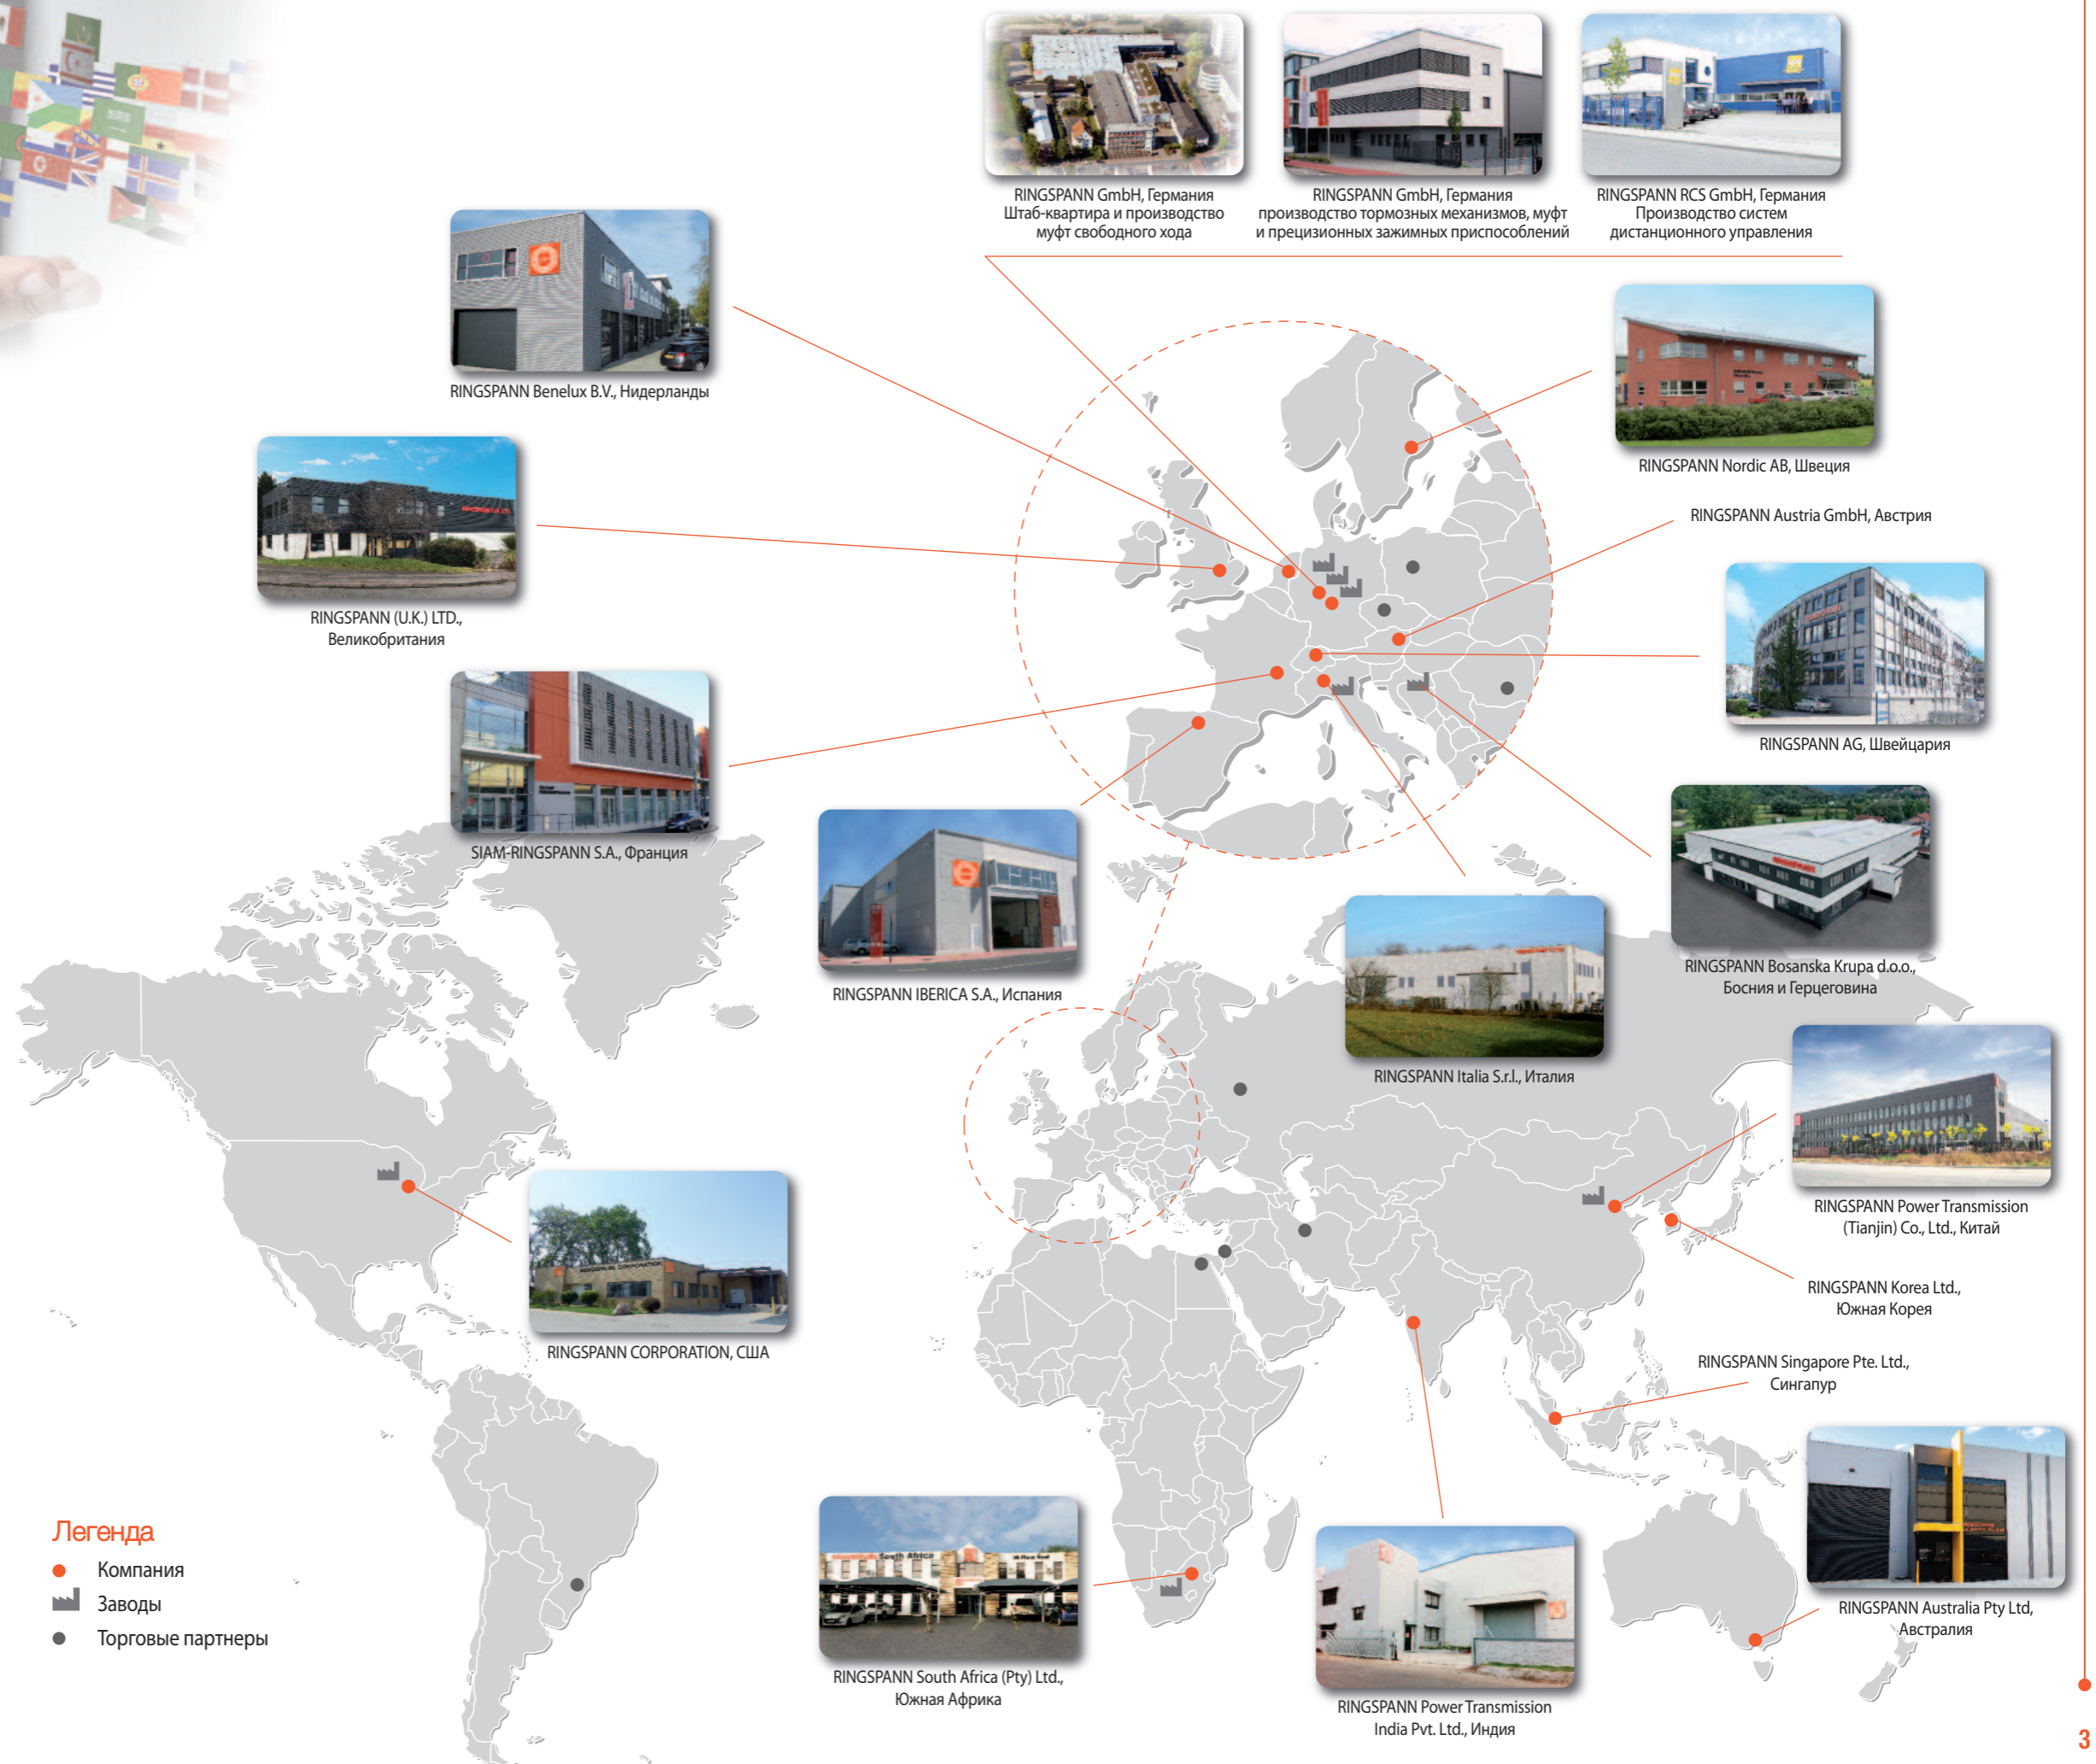 RINGSPANN GmbH, Германия
Штаб-квартира и производство
муфт свободного хода
RINGSPANN GmbH, Германия
производство тормозных механизмов, муфт
и прецизионных зажимных приспособлений
RINGSPANN RCS GmbH, Германия
Производство систем
дистанционного управления
RINGSPANN Benelux B.V., Нидерланды
RINGSPANN Nordic AB, Швеция
RINGSPANN Austria GmbH, Австрия
RINGSPANN (U.K.) LTD.,
Великобритания
RINGSPANN AG, Швейцария
SIAM-RINGSPANN S.A., Франция
RINGSPANN IBERICA S.A., Испания
RINGSPANN Bosanska Krupa d.o.o.,
Босния и Герцеговина
RINGSPANN Italia S.r.l., Италия
RINGSPANN Power Transmission
(Tianjin) Co., Ltd., Китай
RINGSPANN Korea Ltd.,
Южная Корея
RINGSPANN CORPORATION
RINGSPANN CORPORATION, США
RINGSPANN Singapore Pte. Ltd.,
Сингапур
South Africa
RINGSPANN South Africa (Pty) Ltd.,
Южная Африка
RINGSPANN Power Transmission
India Pvt. Ltd., Индия
RINGSPANN Australia Pty Ltd,
Австралия
Легенда
Компания
Заводы
Торговые партнеры
3